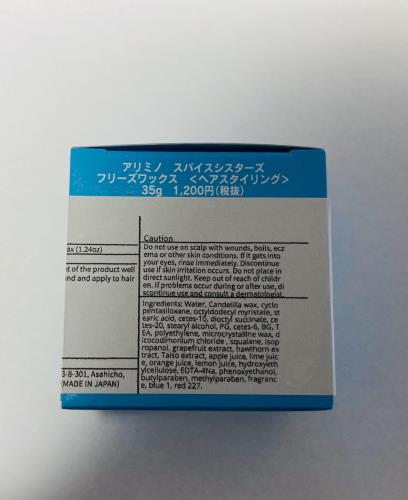 アリミノ スパイスシスターズ
フリーズワックス <ヘアスタイリング>
35g 1,200円(税抜)
ax (1.24oz)
et of the product well
and and apply to hair
3-8-301, Asahicho,
(MADE IN JAPAN)
Caution
Do not use on scalp with wounds, boils, ecz
ema or other skin conditions. If it gets into
your eyes, rinse immediately. Discontinue
use if skin irritation occurs. Do not place in
direct sunlight. Keep out of reach of childr
en. If problems occur during or after use, di
scontinue use and consult a dermatologist.
Ingredients: Water, Candelilla wax, cyclo
pentasiloxane, octyldodecyl myristate, st
earic acid, cetes-10, dioctyl succinate, ce
tes-20, stearyl alcohol, PG, cetes-6, BG, T
EA, polyethylene, microcrystalline wax, d
icocodimonium chloride , squalane, isop
ropanol, grapefruit extract, hawthorn ex
tract, Taiso extract, apple juice, lime juic
e, orange juice, lemon juice, hydroxyeth
ylcellulose, EDTA-4Na, phenoxyethanol,
butylparaben, methylparaben, fragranc
e, blue 1, red 227.